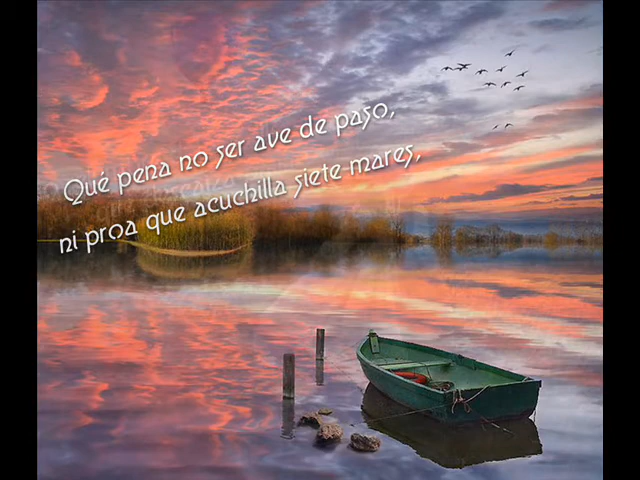 Qué pena no ser ave de paso,
ni proa que acuchilla siete mares,